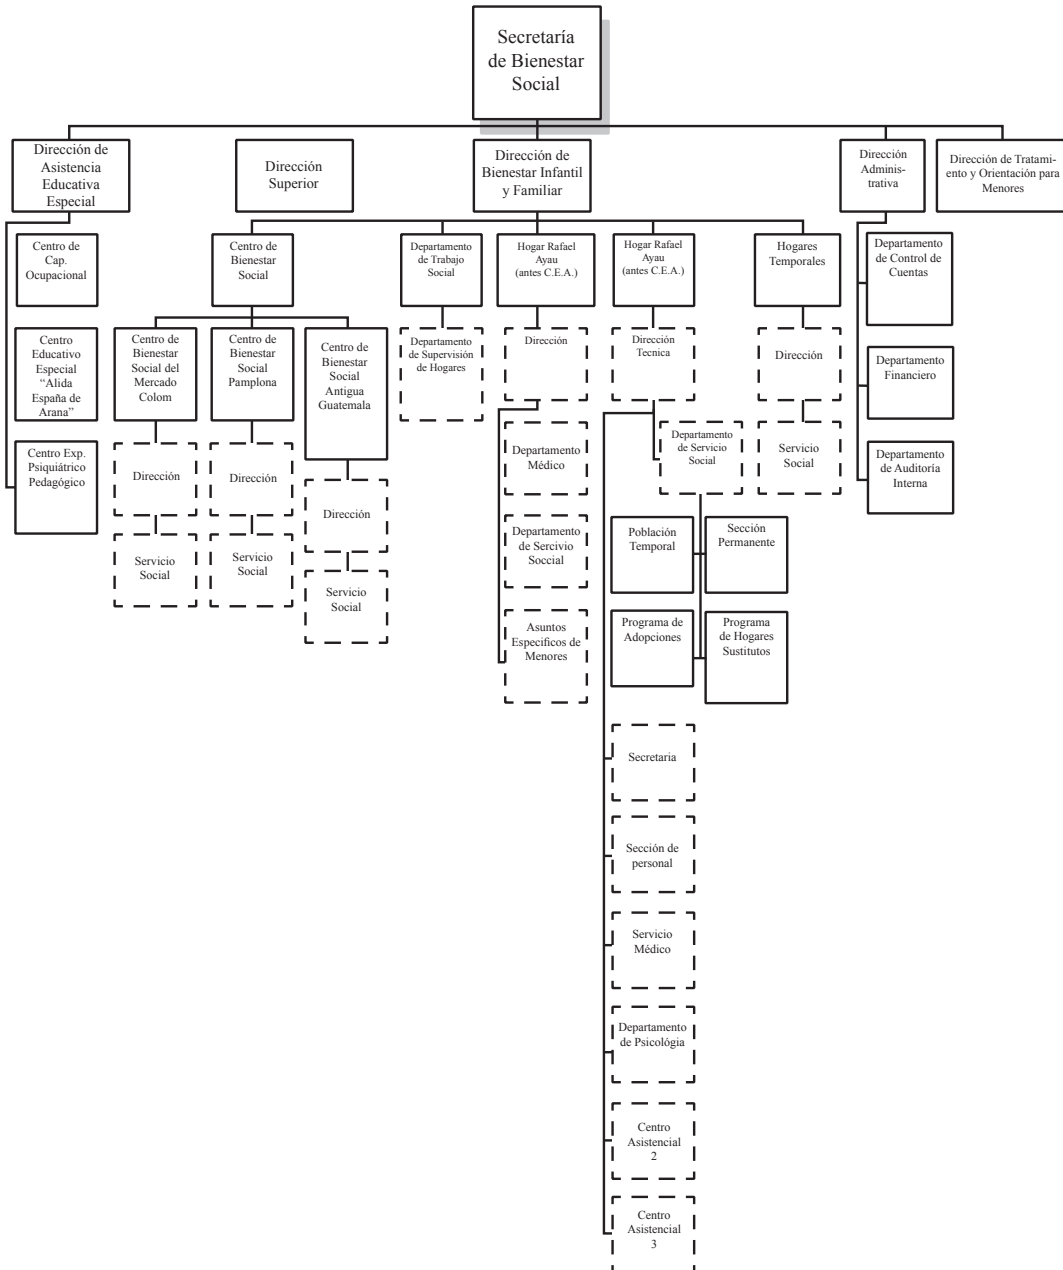 Secretaría
de Bienestar
Social
Dirección de
Asistencia
Educativa
Especial
Dirección
Superior
Dirección de
Bienestar Infantil
y Familiar
Dirección
Adminis-
trativa
Dirección de Tratami-
ento y Orientación para
Menores
Centro de
Cap.
Ocupacional
Centro de
Bienestar
Social
Departamento
de Trabajo
Social
Hogar Rafael
Ayau
(antes C.E.A.)
Hogar Rafael
Ayau
(antes C.E.A.)
Hogares
Temporales
Departamento
de Control de
Cuentas
Centro
Educativo
Especial
“Alida
España de
Arana”
Centro de
Bienestar
Social del
Mercado
Colom
Centro de
Bienestar
Social
Pamplona
Centro de
Bienestar
Social
Antigua
Guatemala
Departamento
de Supervisión
de Hogares
Dirección
Dirección
Tecnica
Dirección
Departamento
Financiero
Centro Exp.
Psiquiátrico
Pedagógico
Dirección
Dirección
Dirección
Departamento
Médico
Departamento
de Servicio
Social
Servicio
Social
Departamento
de Auditoría
Interna
Servicio
Social
Servicio
Social
Servicio
Social
Departamento
de Sercivio
Soccial
Población
Temporal
Sección
Permanente
Asuntos
Especificos de
Menores
Programa de
Adopciones
Programa
de Hogares
Sustitutos
Secretaria
Sección de
personal
Servicio
Médico
Departamento
de Psicológia
Centro
Asistencial
2
Centro
Asistencial
3